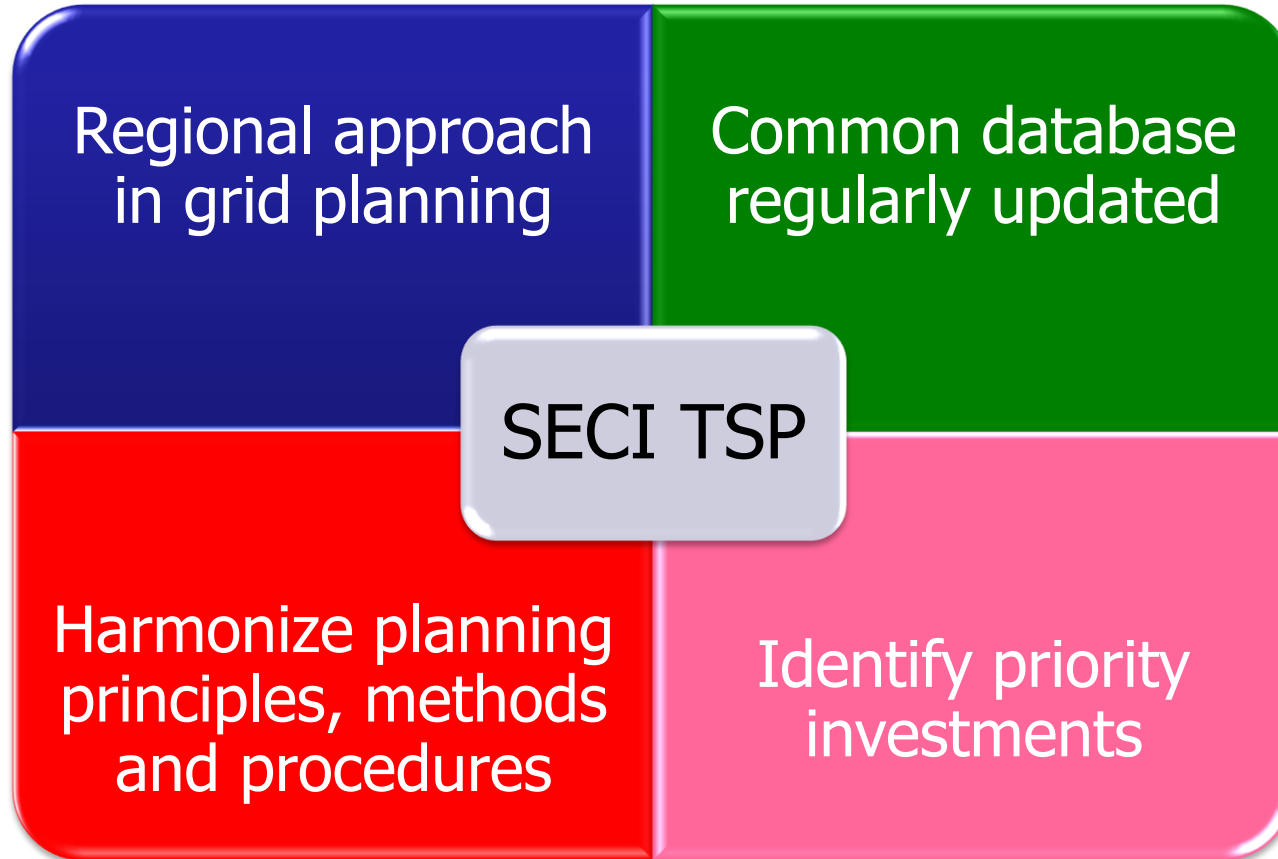 Regional approach
in grid planning
Common database
regularly updated
SECI TSP
Harmonize planning
principles, methods
and procedures
Identify priority
investments